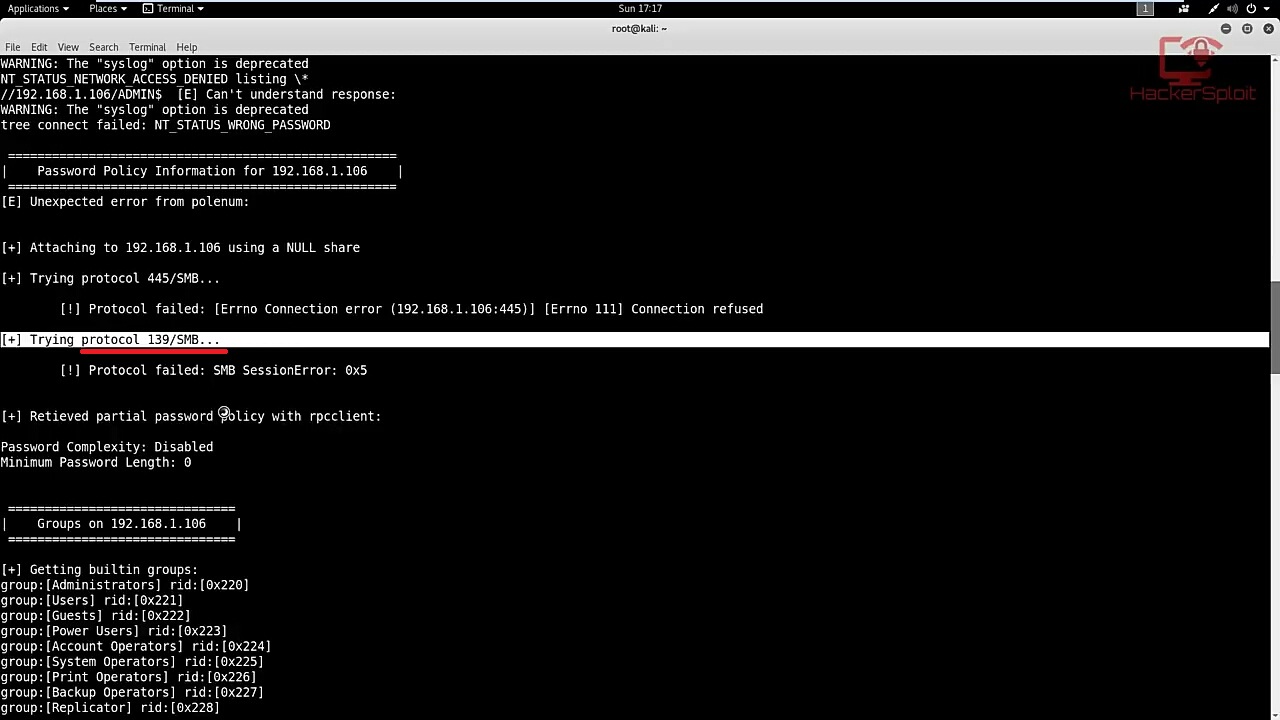 Applications Places Terminal Sun 17:17 1
root@kali: ~
File Edit View Search Terminal Help
WARNING: The "syslog" option is deprecated
NT_STATUS_NETWORK_ACCESS_DENIED listing \*
//192.168.1.106/ADMIN$  [E] Can't understand response:
WARNING: The "syslog" option is deprecated
tree connect failed: NT_STATUS_WRONG_PASSWORD
=====================================================
|    Password Policy Information for 192.168.1.106    |
=====================================================
[E] Unexpected error from polenum:
[+] Attaching to 192.168.1.106 using a NULL share
[+] Trying protocol 445/SMB...
[!] Protocol failed: [Errno Connection error (192.168.1.106:445)] [Errno 111] Connection refused
[+] Trying protocol 139/SMB...
[!] Protocol failed: SMB SessionError: 0x5
[+] Retieved partial password policy with rpcclient:
Password Complexity: Disabled
Minimum Password Length: 0
===============================
|    Groups on 192.168.1.106    |
===============================
[+] Getting builtin groups:
group:[Administrators] rid:[0x220]
group:[Users] rid:[0x221]
group:[Guests] rid:[0x222]
group:[Power Users] rid:[0x223]
group:[Account Operators] rid:[0x224]
group:[System Operators] rid:[0x225]
group:[Print Operators] rid:[0x226]
group:[Backup Operators] rid:[0x227]
group:[Replicator] rid:[0x228]
HackerSploit